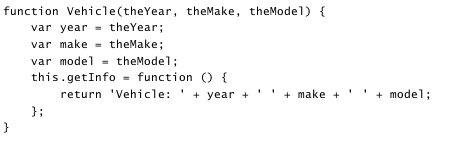 function Vehicle(theYear, theMake, theModel) {
    var year = theYear;
    var make = theMake;
    var model = theModel;
    this.getInfo = function () {
        return 'Vehicle: ' + year + ' ' + make + ' ' + model;
    };
}